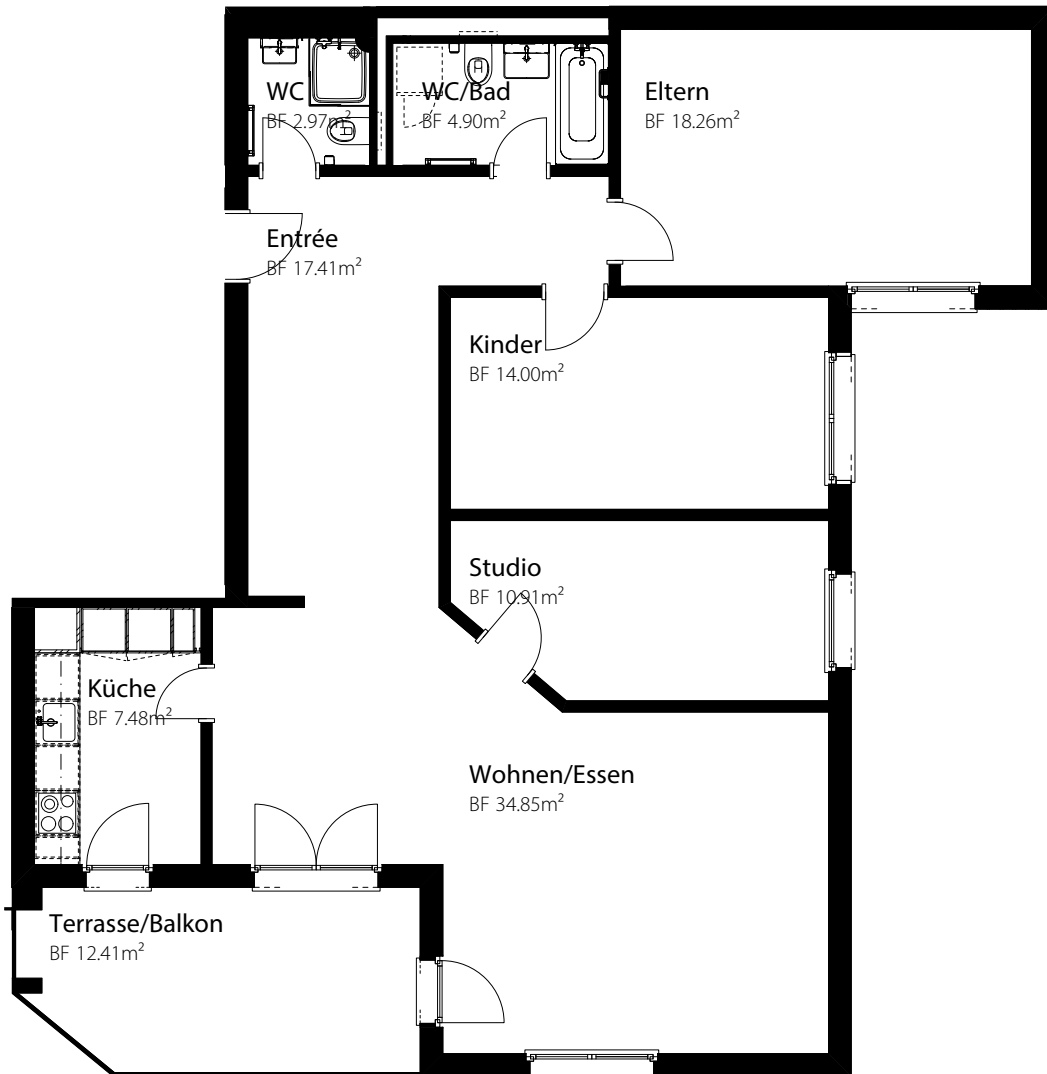 WC
BF 2.97m²
WC/Bad
BF 4.90m²
Eltern
BF 18.26m²
Entrée
BF 17.41m²
Kinder
BF 14.00m²
Studio
BF 10.91m²
Küche
BF 7.48m²
Wohnen/Essen
BF 34.85m²
Terrasse/Balkon
BF 12.41m²